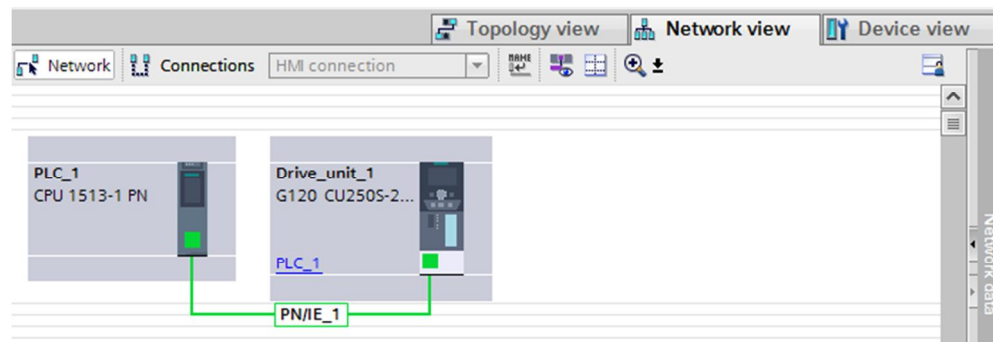 Topology view Network view Device view
Network Connections HMI connection NAME
PLC_1
CPU 1513-1 PN
Drive_unit_1
G120 CU250S-2...
PLC_1
PN/IE_1
Network data